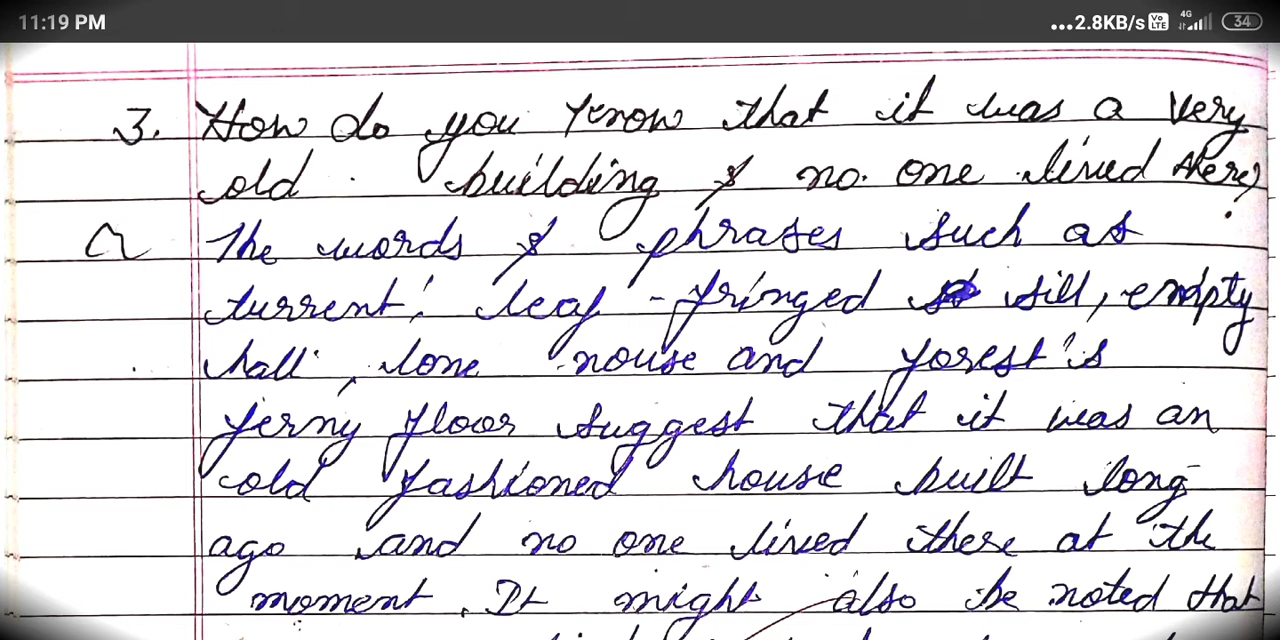 11:19 PM ...2.8KB/s Vo LTE 4G 34
3. How do you know that it was a very
old building & no one lived there?
The words & phrases such as
turrent, leaf-fringed sill, empty
hall, lone house and forest's
ferny floor suggest that it was an
old fashioned house built long
ago and no one lived there at the
moment. It might also be noted that